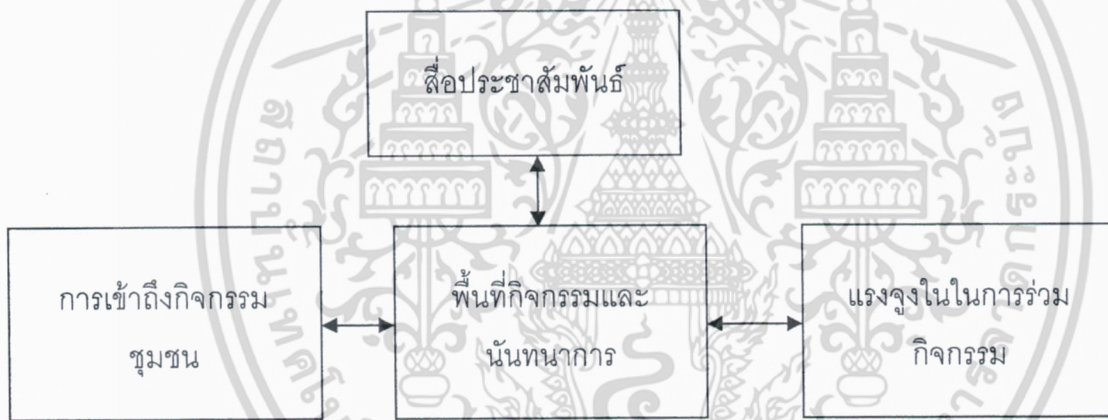 สื่อประชาสัมพันธ์
การเข้าถึงกิจกรรม
ชุมชน
พื้นที่กิจกรรมและ
นันทนาการ
แรงจูงในในการร่วม
กิจกรรม